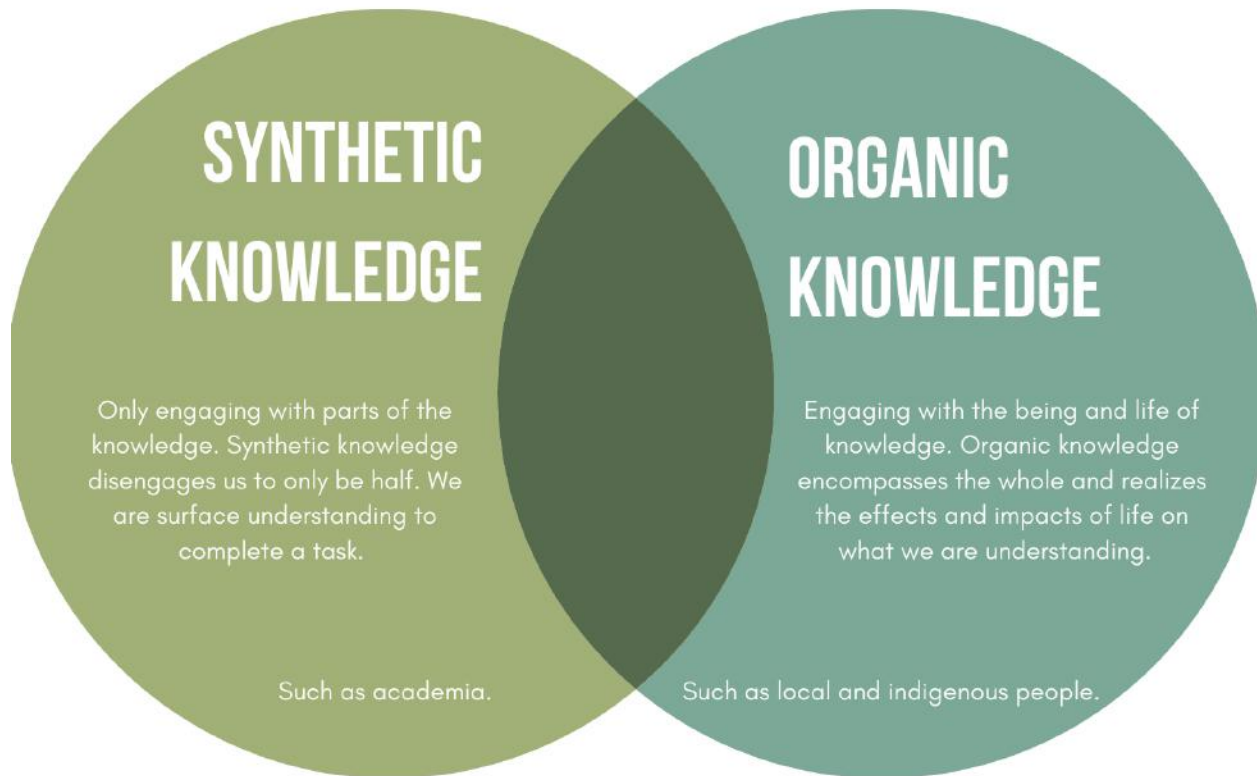 SYNTHETIC
KNOWLEDGE
Only engaging with parts of the
knowledge. Synthetic knowledge
disengages us to only be half. We
are surface understanding to
complete a task.
Such as academia.
ORGANIC
KNOWLEDGE
Engaging with the being and life of
knowledge. Organic knowledge
encompasses the whole and realizes
the effects and impacts of life on
what we are understanding.
Such as local and indigenous people.